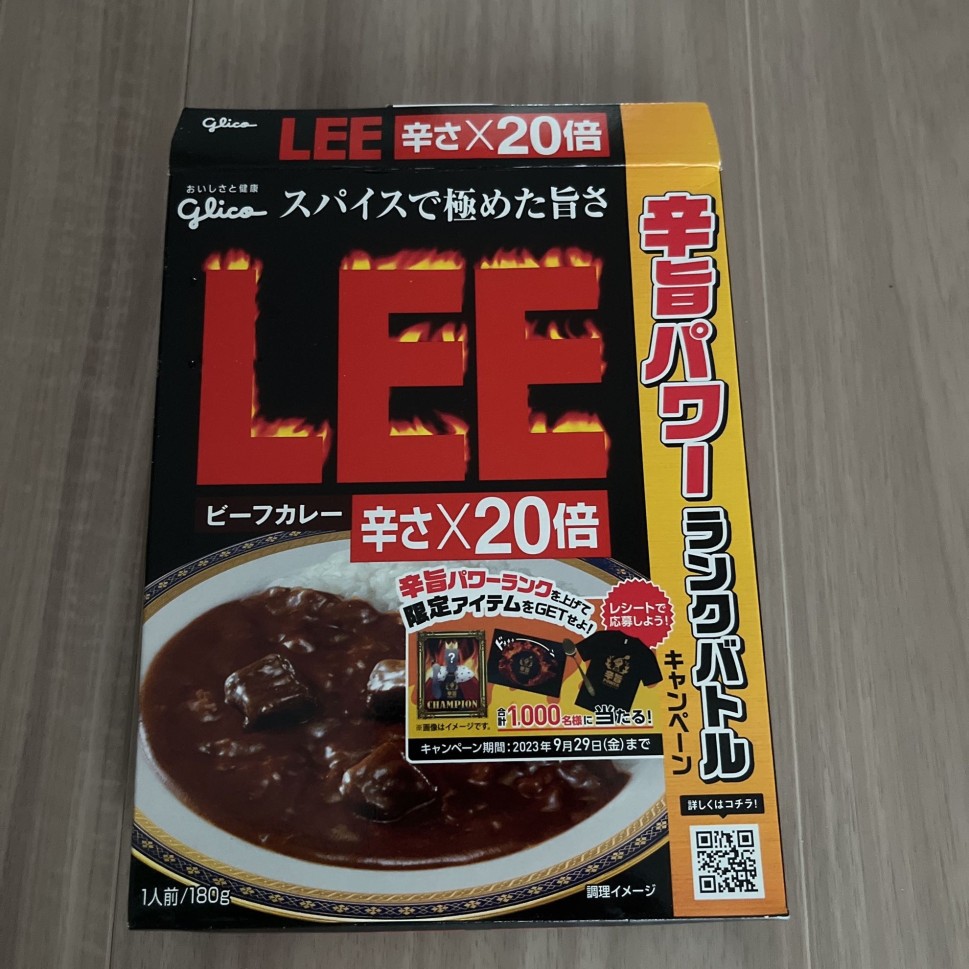 Glico LEE 辛さ×20倍
おいしさと健康
Glico スパイスで極めた旨さ
LEE
ビーフカレー 辛さ×20倍
辛旨パワーランクを上げて
限定アイテムをGETせよ!
レシートで
応募しよう!
CHAMPION
※画像はイメージです。
合計1,000名様に当たる!
キャンペーン期間:2023年9月29日(金)まで
1人前/180g
調理イメージ
辛旨パワーランクバトル
キャンペーン
詳しくはコチラ!